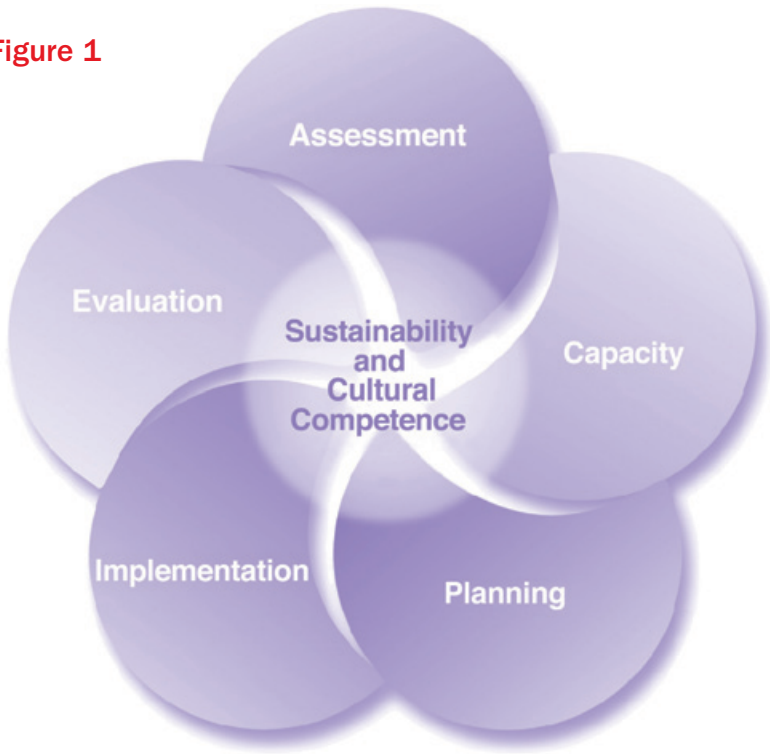 Figure 1
Assessment
Capacity
Planning
Implementation
Evaluation
Sustainability
and
Cultural
Competence